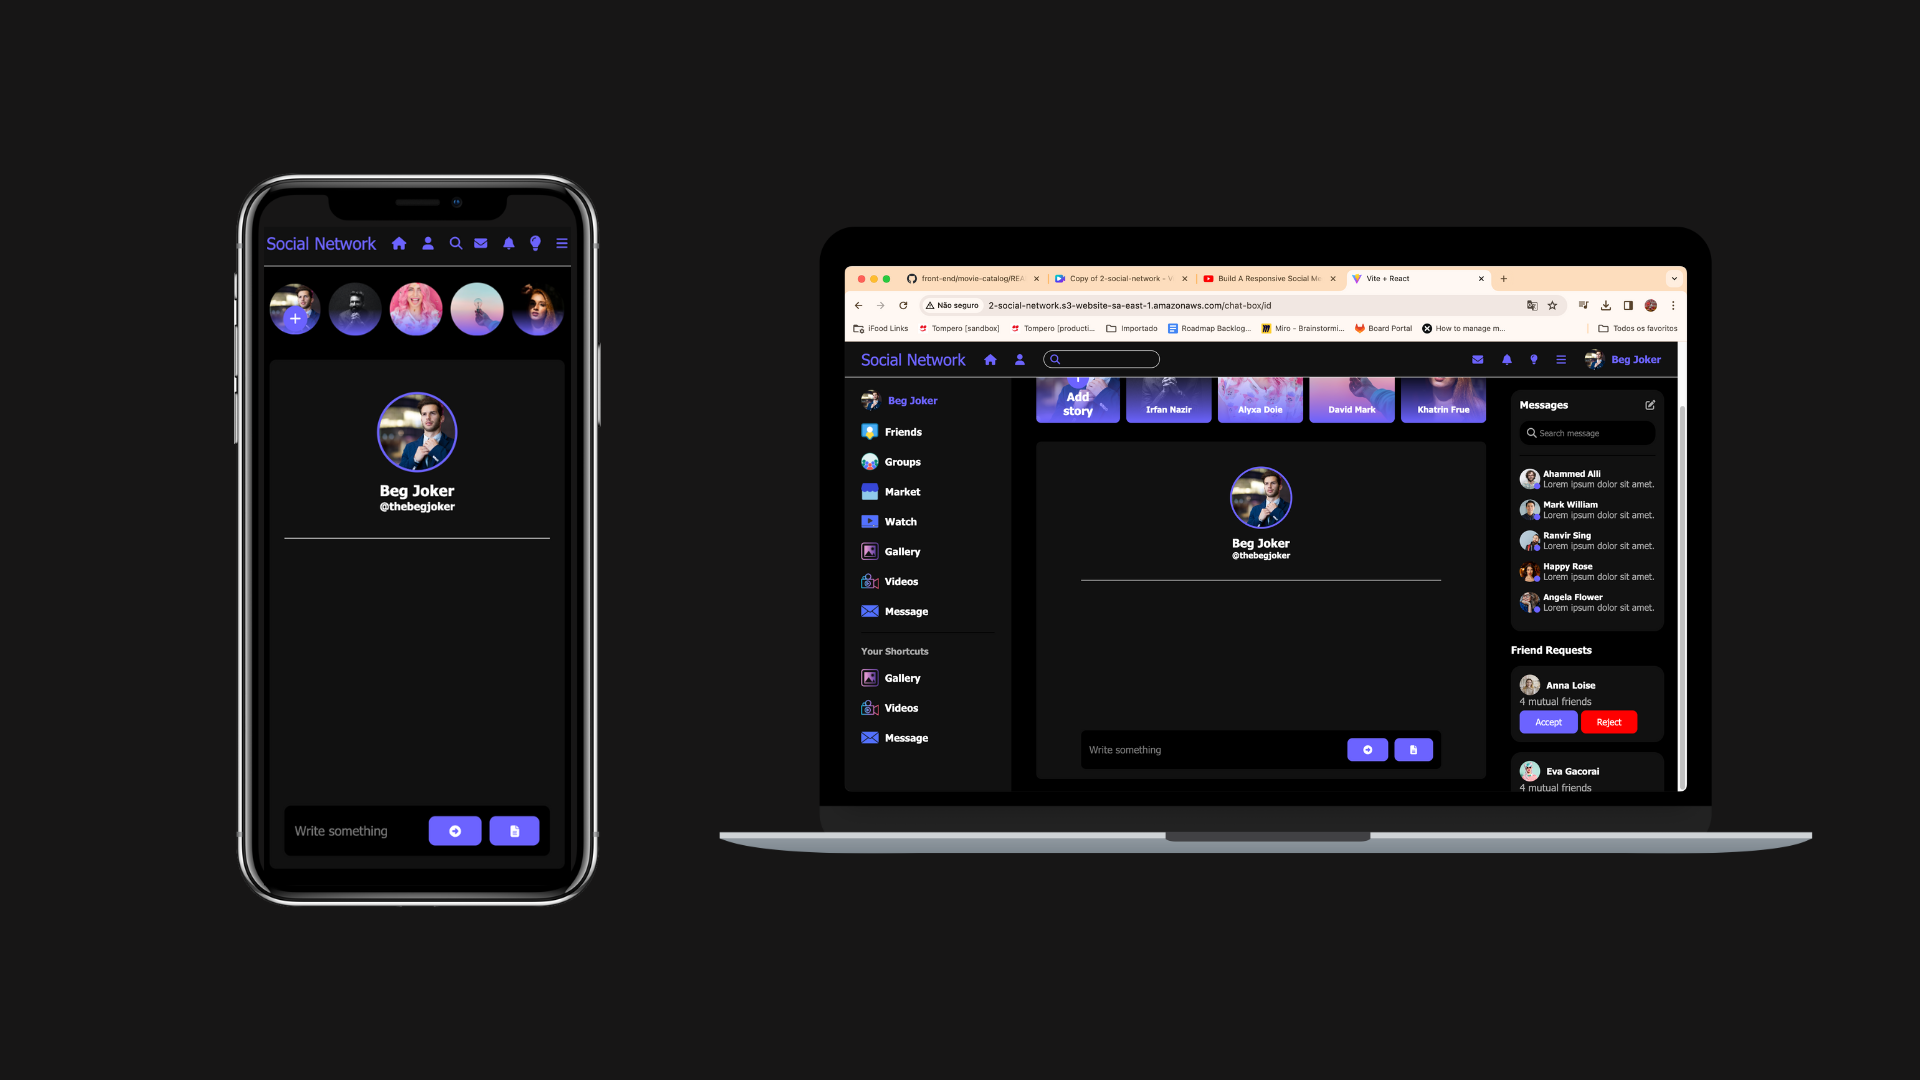 Social Network
Beg Joker
@thebegjoker
Write something
front-end/movie-catalog/REA
Copy of 2-social-network - V
Build A Responsive Social Me
Vite + React
Não seguro
2-social-network.s3-website-sa-east-1.amazonaws.com/chat-box/id
iFood Links
Tompero [sandbox]
Tompero [producti...
Importado
Roadmap Backlog...
Miro - Brainstormi...
Board Portal
How to manage m...
Todos os favoritos
Social Network
Beg Joker
Beg Joker
Friends
Groups
Market
Watch
Gallery
Videos
Message
Your Shortcuts
Gallery
Videos
Message
Add
story
Irfan Nazir
Alyxa Doie
David Mark
Khatrin Frue
Beg Joker
@thebegjoker
Write something
Messages
Search message
Ahammed Alli
Lorem ipsum dolor sit amet.
Mark William
Lorem ipsum dolor sit amet.
Ranvir Sing
Lorem ipsum dolor sit amet.
Happy Rose
Lorem ipsum dolor sit amet.
Angela Flower
Lorem ipsum dolor sit amet.
Friend Requests
Anna Loise
4 mutual friends
Accept
Reject
Eva Gacorai
4 mutual friends